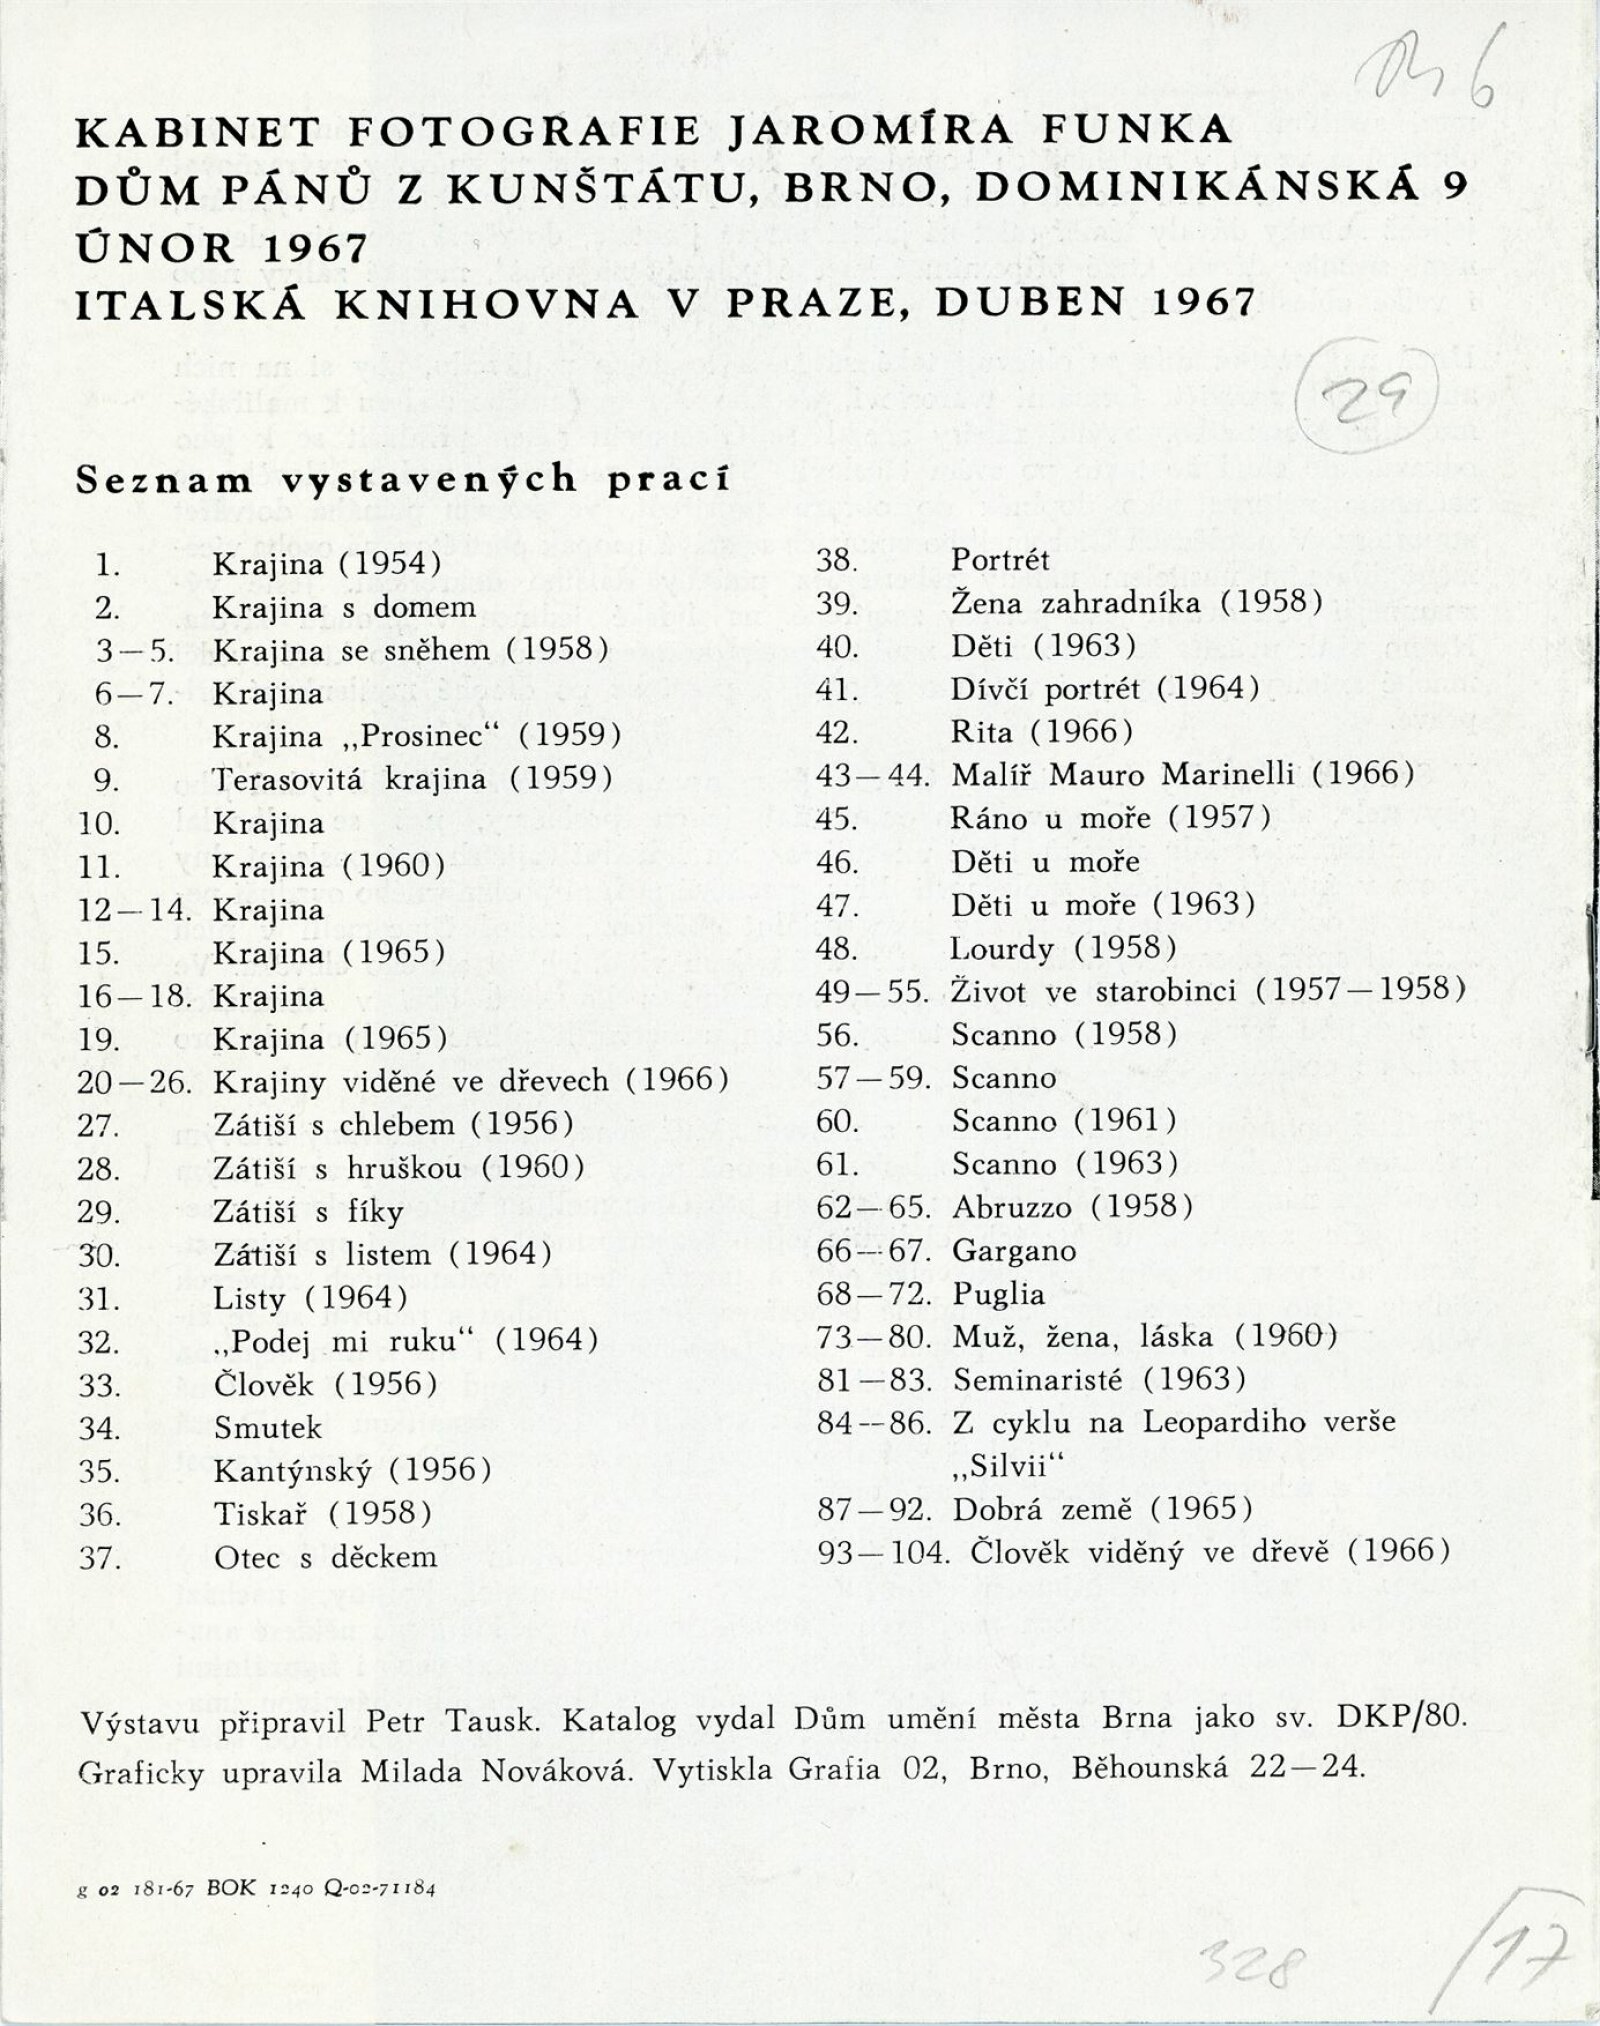 KABINET FOTOGRAFIE JAROMÍRA FUNKA
DŮM PÁNŮ Z KUNŠTÁTU, BRNO, DOMINIKÁNSKÁ 9
ÚNOR 1967
ITALSKÁ KNIHOVNA V PRAZE, DUBEN 1967
29
Seznam vystavených prací
1. Krajina (1954)
2. Krajina s domem
3—5. Krajina se sněhem (1958)
6—7. Krajina
8. Krajina „Prosinec“ (1959)
9. Terasovitá krajina (1959)
10. Krajina
11. Krajina (1960)
12—14. Krajina
15. Krajina (1965)
16—18. Krajina
19. Krajina (1965)
20—26. Krajiny viděné ve dřevech (1966)
27. Zátiší s chlebem (1956)
28. Zátiší s hruškou (1960)
29. Zátiší s fíky
30. Zátiší s listem (1964)
31. Listy (1964)
32. „Podej mi ruku“ (1964)
33. Člověk (1956)
34. Smutek
35. Kantýnský (1956)
36. Tiskař (1958)
37. Otec s děckem
38. Portrét
39. Žena zahradníka (1958)
40. Děti (1963)
41. Dívčí portrét (1964)
42. Rita (1966)
43—44. Malíř Mauro Marinelli (1966)
45. Ráno u moře (1957)
46. Děti u moře
47. Děti u moře (1963)
48. Lourdy (1958)
49—55. Život ve starobinci (1957—1958)
56. Scanno (1958)
57—59. Scanno
60. Scanno (1961)
61. Scanno (1963)
62—65. Abruzzo (1958)
66—67. Gargano
68—72. Puglia
73—80. Muž, žena, láska (1960)
81—83. Seminaristé (1963)
84—86. Z cyklu na Leopardiho verše
„Silvii“
87—92. Dobrá země (1965)
93—104. Člověk viděný ve dřevě (1966)
Výstavu připravil Petr Tausk. Katalog vydal Dům umění města Brna jako sv. DKP/80.
Graficky upravila Milada Nováková. Vytiskla Grafia 02, Brno, Běhounská 22—24.
g 02 181-67 BOK 1240 Q-02-71184
328
17